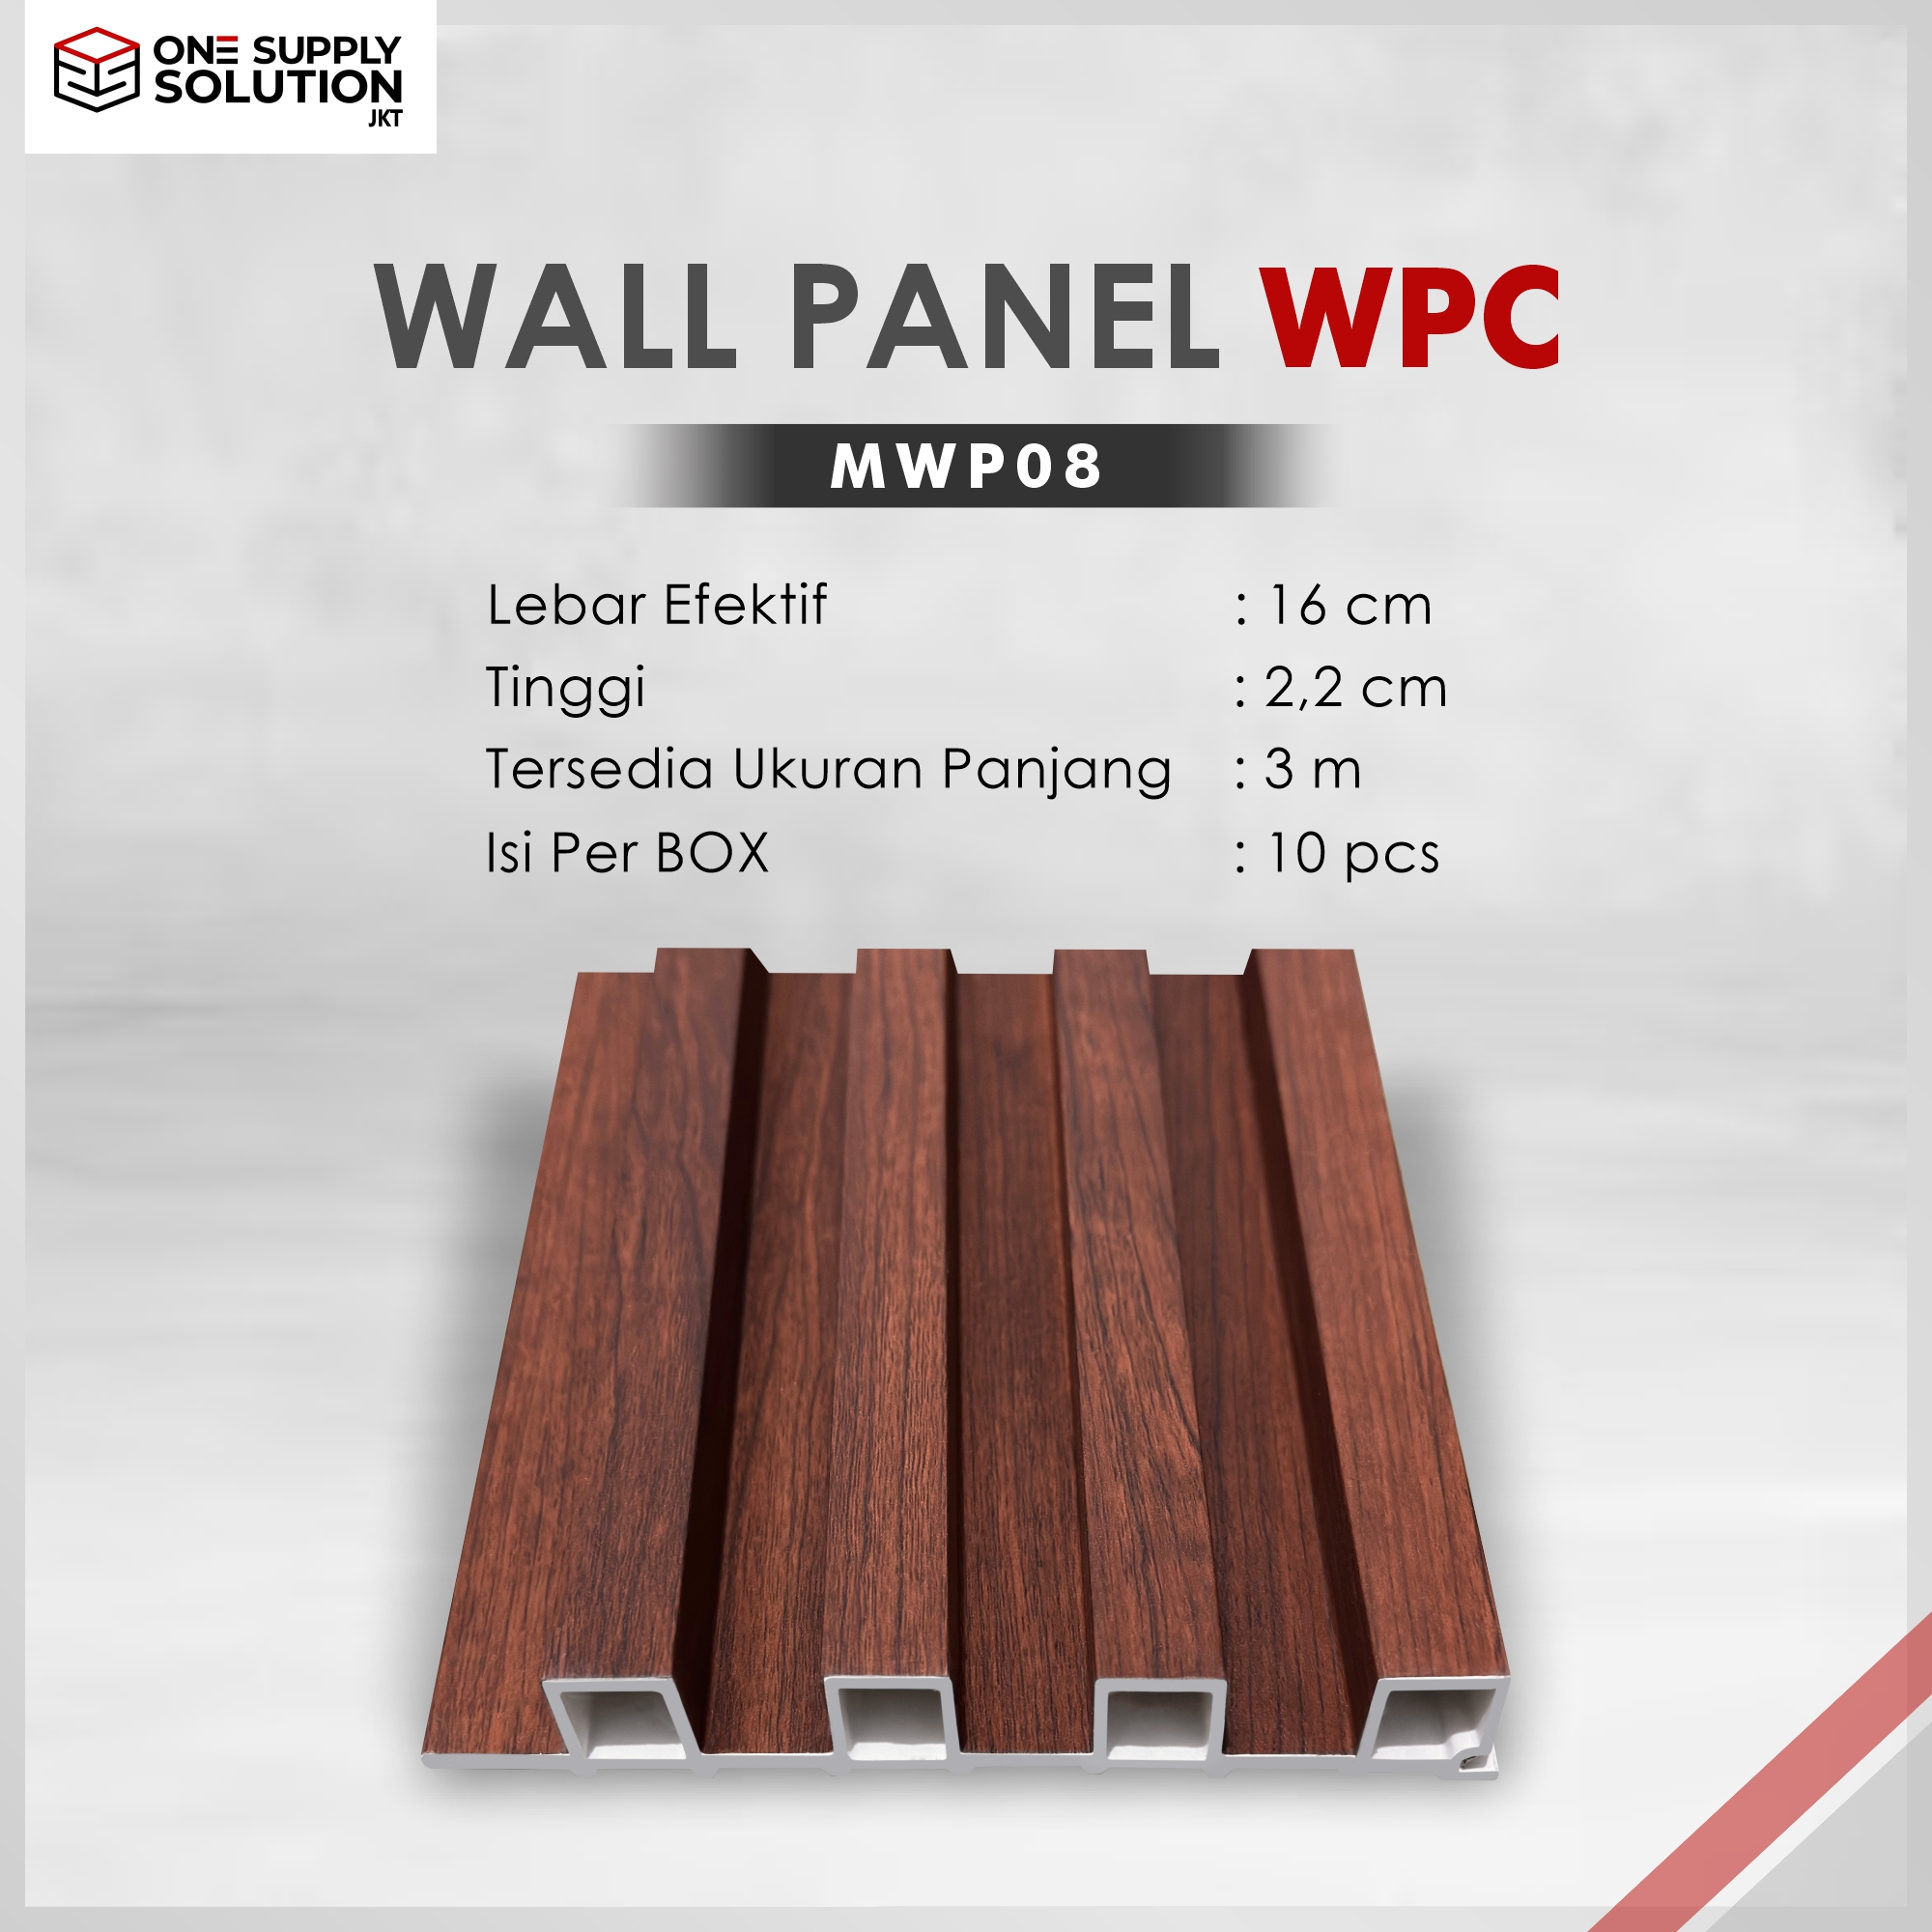 ONE SUPPLY
SOLUTION
JKT
WALL PANEL WPC
MWP08
Lebar Efektif : 16 cm
Tinggi : 2,2 cm
Tersedia Ukuran Panjang : 3 m
Isi Per BOX : 10 pcs